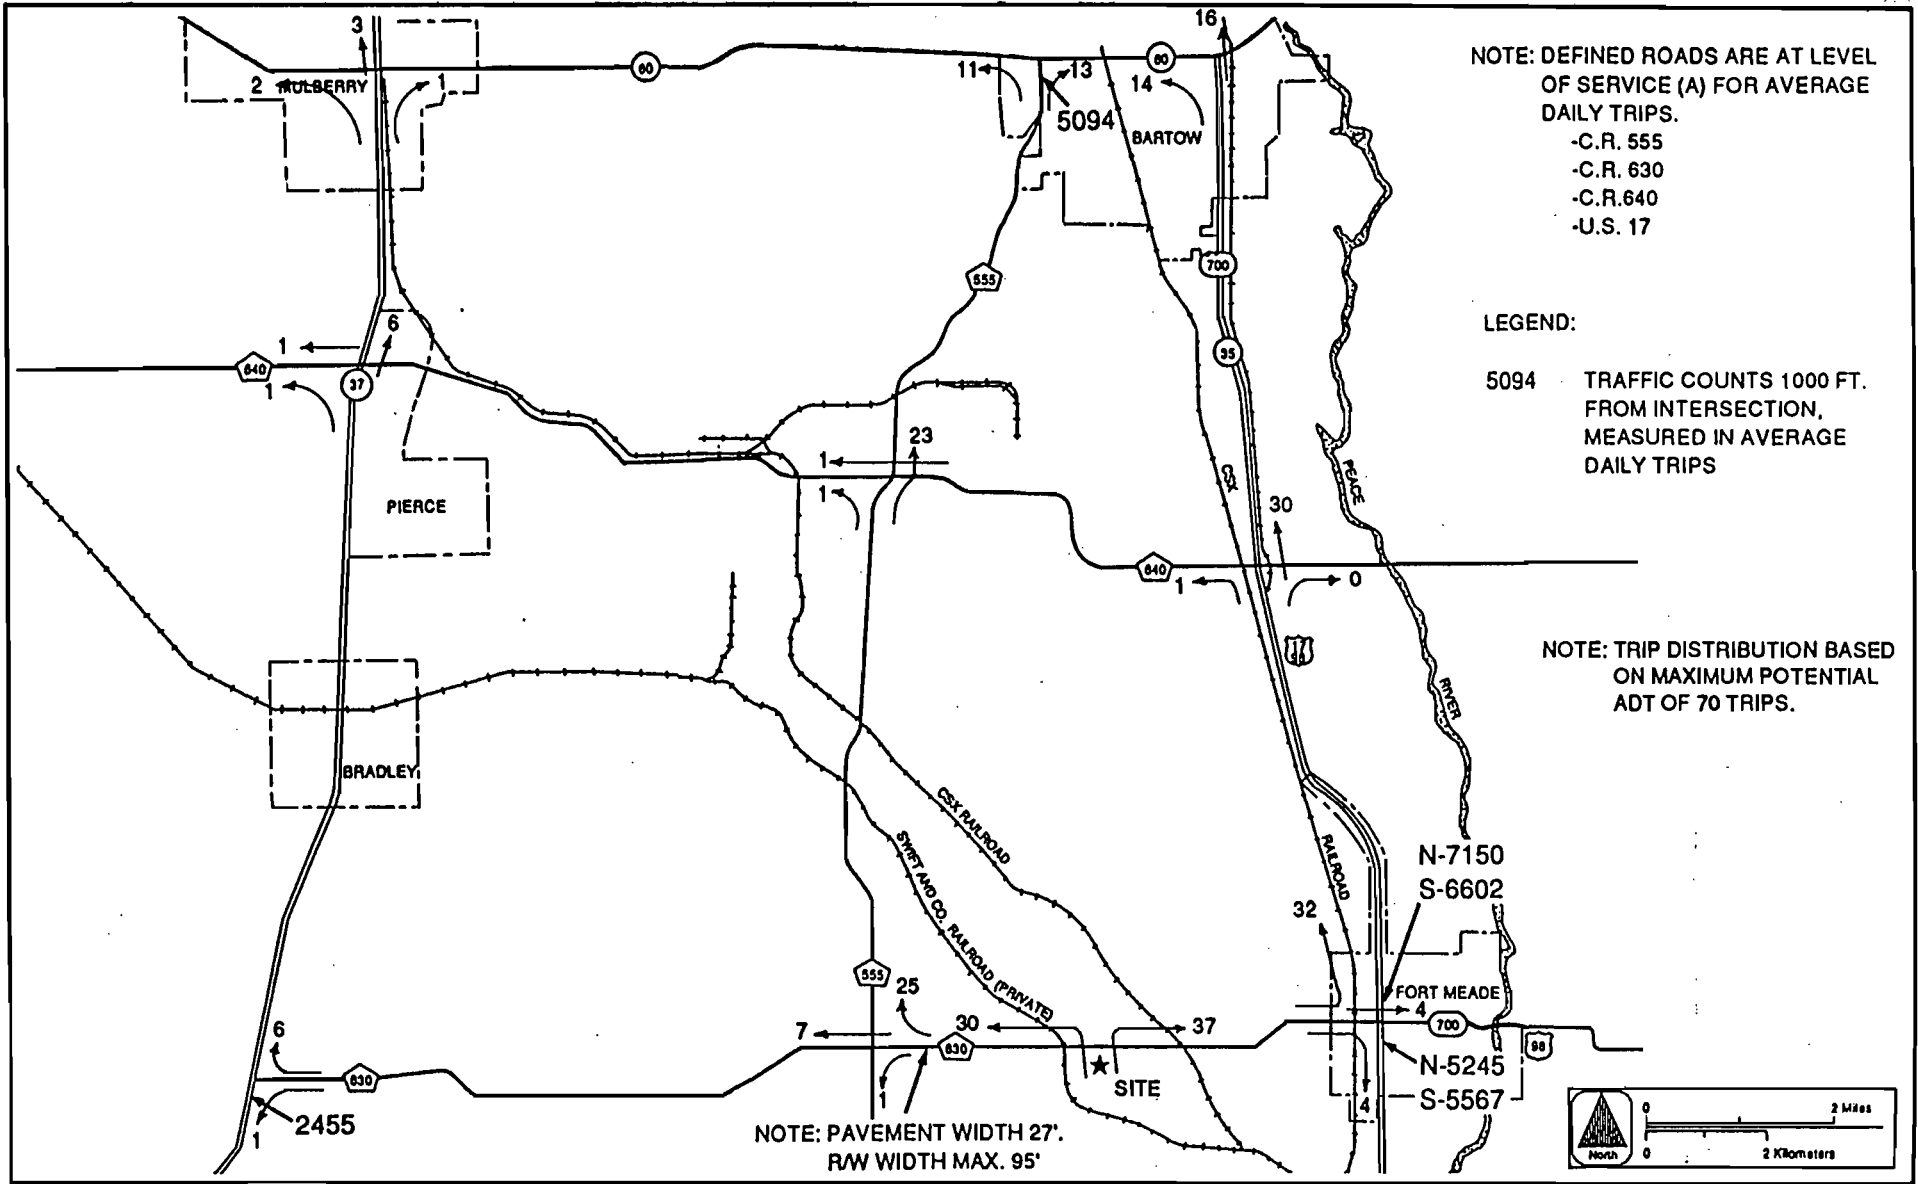 3
16
NOTE: DEFINED ROADS ARE AT LEVEL
OF SERVICE (A) FOR AVERAGE
DAILY TRIPS.
-C.R. 555
-C.R. 630
-C.R.640
-U.S. 17
2
MULBERRY
1
60
11
13
14
60
5094
BARTOW
555
700
LEGEND:
5094 TRAFFIC COUNTS 1000 FT.
FROM INTERSECTION,
MEASURED IN AVERAGE
DAILY TRIPS
1
6
640
37
1
35
23
1
1
CSX
PEACE
30
PIERCE
640
1
0
17
NOTE: TRIP DISTRIBUTION BASED
ON MAXIMUM POTENTIAL
ADT OF 70 TRIPS.
RIVER
BRADLEY
CSX RAILROAD
SWIFT AND CO. RAILROAD (PRIVATE)
RAILROAD
N-7150
S-6602
32
555
25
FORT MEADE
4
700
98
7
30
37
630
6
630
1
SITE
N-5245
S-5567
4
1
2455
1
NOTE: PAVEMENT WIDTH 27'.
R/W WIDTH MAX. 95'
North
0 2 Miles
0 2 Kilometers